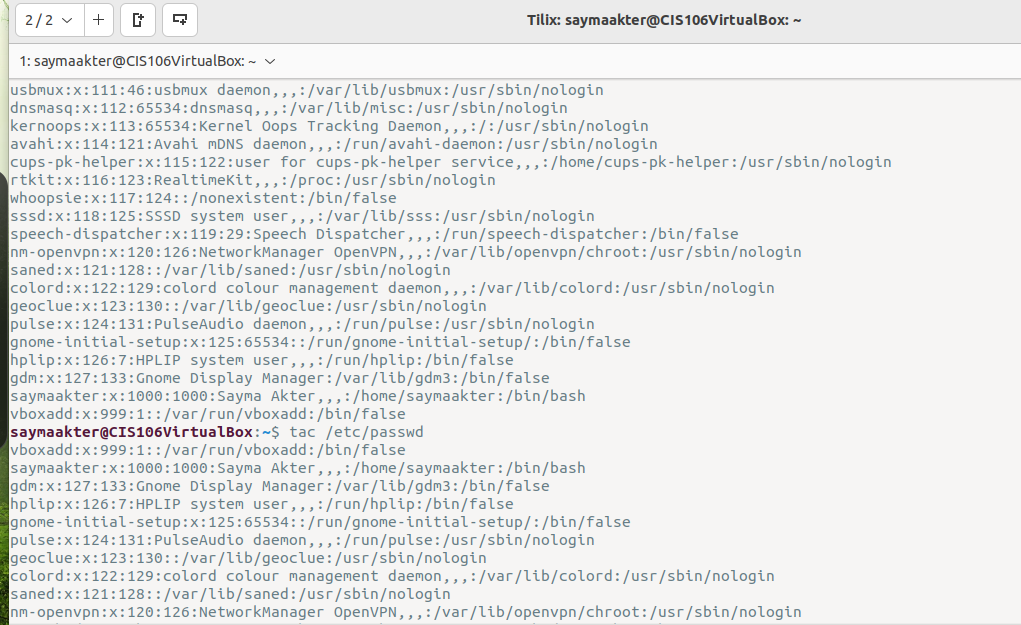 2 / 2
Tilix: saymaakter@CIS106VirtualBox: ~
1: saymaakter@CIS106VirtualBox: ~
usbmux:x:111:46:usbmux daemon,,,:/var/lib/usbmux:/usr/sbin/nologin
dnsmasq:x:112:65534:dnsmasq,,,:/var/lib/misc:/usr/sbin/nologin
kernoops:x:113:65534:Kernel Oops Tracking Daemon,,,:/:/usr/sbin/nologin
avahi:x:114:121:Avahi mDNS daemon,,,:/run/avahi-daemon:/usr/sbin/nologin
cups-pk-helper:x:115:122:user for cups-pk-helper service,,,:/home/cups-pk-helper:/usr/sbin/nologin
rtkit:x:116:123:RealtimeKit,,,:/proc:/usr/sbin/nologin
whoopsie:x:117:124::/nonexistent:/bin/false
sssd:x:118:125:SSSD system user,,,:/var/lib/sss:/usr/sbin/nologin
speech-dispatcher:x:119:29:Speech Dispatcher,,,:/run/speech-dispatcher:/bin/false
nm-openvpn:x:120:126:NetworkManager OpenVPN,,,:/var/lib/openvpn/chroot:/usr/sbin/nologin
saned:x:121:128::/var/lib/saned:/usr/sbin/nologin
colord:x:122:129:colord colour management daemon,,,:/var/lib/colord:/usr/sbin/nologin
geoclue:x:123:130::/var/lib/geoclue:/usr/sbin/nologin
pulse:x:124:131:PulseAudio daemon,,,:/run/pulse:/usr/sbin/nologin
gnome-initial-setup:x:125:65534::/run/gnome-initial-setup/:/bin/false
hplip:x:126:7:HPLIP system user,,,:/run/hplip:/bin/false
gdm:x:127:133:Gnome Display Manager:/var/lib/gdm3:/bin/false
saymaakter:x:1000:1000:Sayma Akter,,,:/home/saymaakter:/bin/bash
vboxadd:x:999:1::/var/run/vboxadd:/bin/false
saymaakter@CIS106VirtualBox:~$ tac /etc/passwd
vboxadd:x:999:1::/var/run/vboxadd:/bin/false
saymaakter:x:1000:1000:Sayma Akter,,,:/home/saymaakter:/bin/bash
gdm:x:127:133:Gnome Display Manager:/var/lib/gdm3:/bin/false
hplip:x:126:7:HPLIP system user,,,:/run/hplip:/bin/false
gnome-initial-setup:x:125:65534::/run/gnome-initial-setup/:/bin/false
pulse:x:124:131:PulseAudio daemon,,,:/run/pulse:/usr/sbin/nologin
geoclue:x:123:130::/var/lib/geoclue:/usr/sbin/nologin
colord:x:122:129:colord colour management daemon,,,:/var/lib/colord:/usr/sbin/nologin
saned:x:121:128::/var/lib/saned:/usr/sbin/nologin
nm-openvpn:x:120:126:NetworkManager OpenVPN,,,:/var/lib/openvpn/chroot:/usr/sbin/nologin